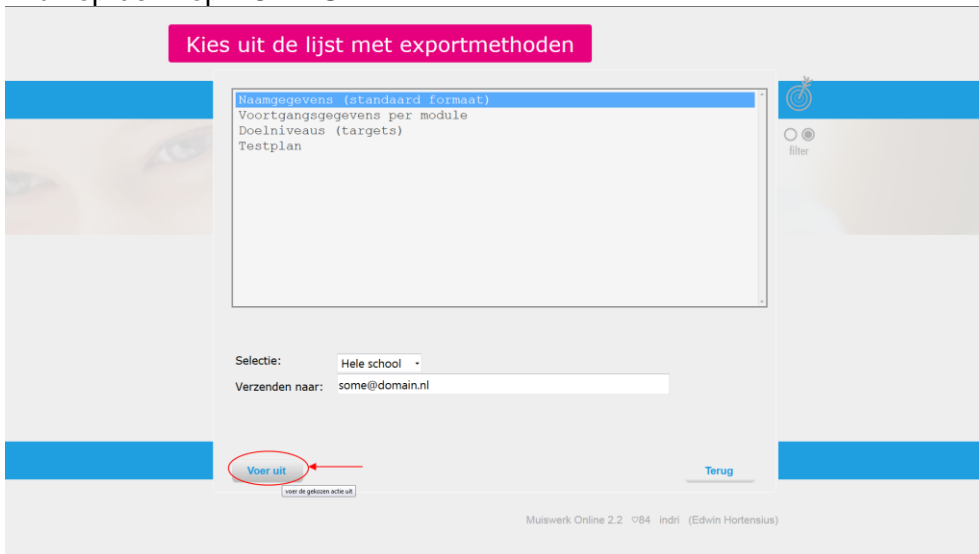 Kies uit de lijst met exportmethoden
Naamgegevens (standaard formaat)
Voortgangsgegevens per module
Doelniveaus (targets)
Testplan
filter
Selectie: Hele school
Verzenden naar: some@domain.nl
Voer uit Terug
voer de gekozen actie uit
Muiswerk Online 2.2 ♡84 indri (Edwin Hortensius)